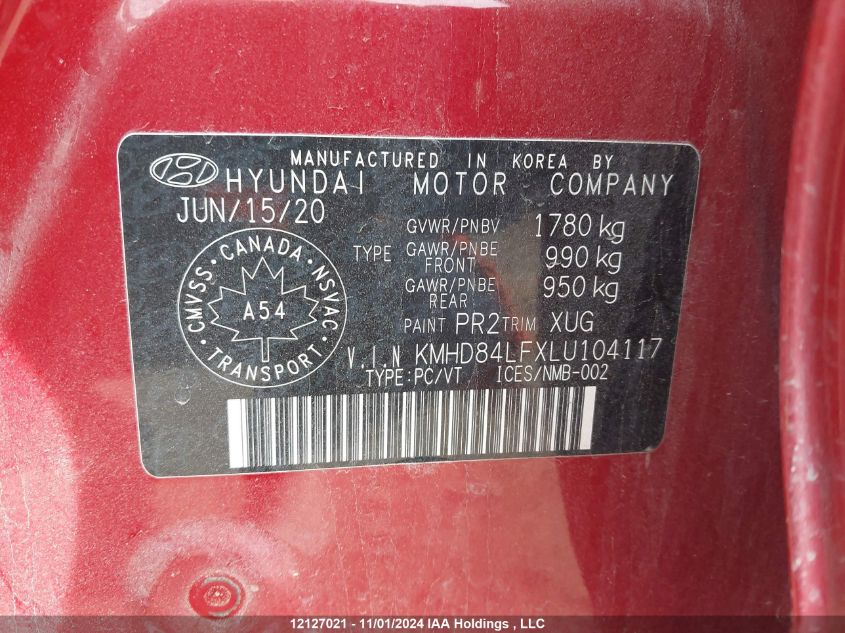 MANUFACTURED IN KOREA BY
HYUNDAI MOTOR COMPANY
JUN/15/20
GVWR/PNBV 1780 kg
TYPE GAWR/PNBE FRONT 990 kg
GAWR/PNBE REAR 950 kg
PAINT PR2 TRIM XUG
CMVSS • CANADA • NSVAC • TRANSPORT •
A54
V.I.N KMHD84LFXLU104117
TYPE:PC/VT ICES/NMB-002
12127021 - 11/01/2024 IAA Holdings , LLC